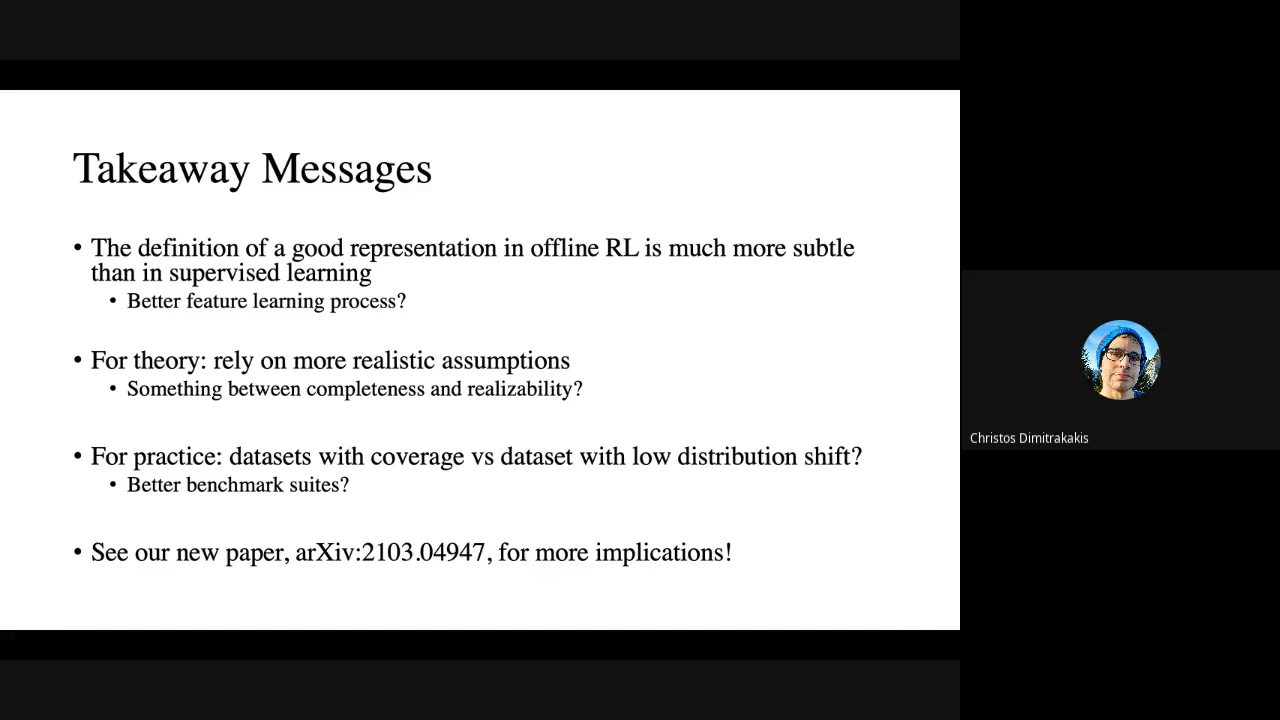 Takeaway Messages
• The definition of a good representation in offline RL is much more subtle
than in supervised learning
• Better feature learning process?
• For theory: rely on more realistic assumptions
• Something between completeness and realizability?
• For practice: datasets with coverage vs dataset with low distribution shift?
• Better benchmark suites?
• See our new paper, arXiv:2103.04947, for more implications!
Christos Dimitrakakis